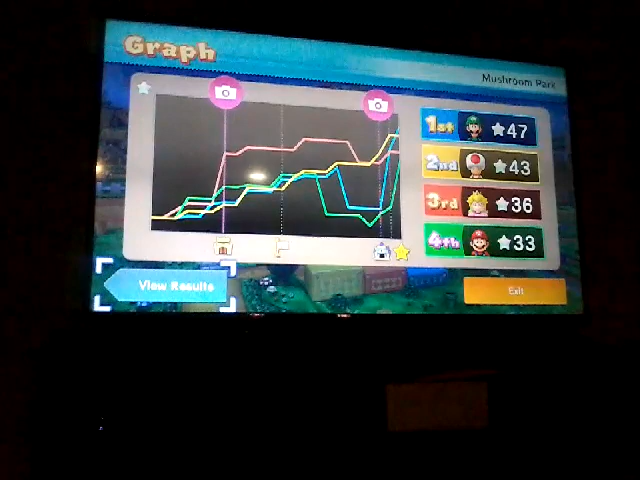 Graph
Mushroom Park
1st 47
2nd 43
3rd 36
4th 33
View Results
Exit